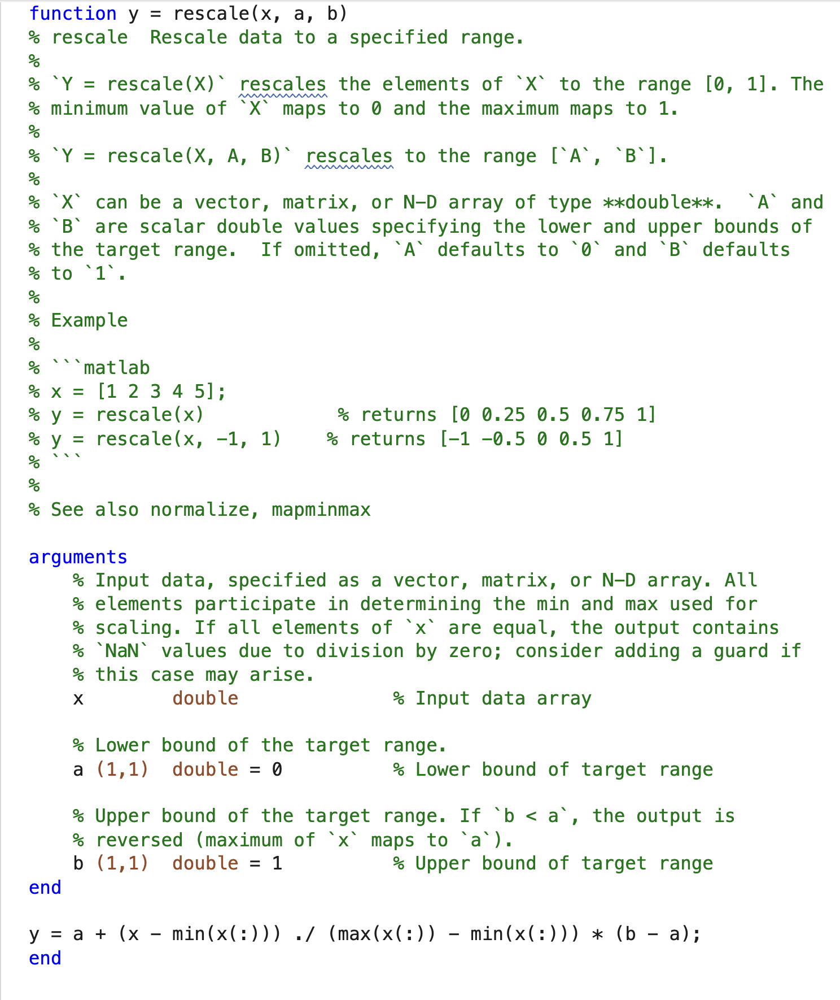 function y = rescale(x, a, b)
% rescale  Rescale data to a specified range.
%
% `Y = rescale(X)` rescales the elements of `X` to the range [0, 1]. The
% minimum value of `X` maps to 0 and the maximum maps to 1.
%
% `Y = rescale(X, A, B)` rescales to the range [`A`, `B`].
%
% `X` can be a vector, matrix, or N-D array of type **double**.  `A` and
% `B` are scalar double values specifying the lower and upper bounds of
% the target range.  If omitted, `A` defaults to `0` and `B` defaults
% to `1`.
%
% Example
%
% ```matlab
% x = [1 2 3 4 5];
% y = rescale(x)            % returns [0 0.25 0.5 0.75 1]
% y = rescale(x, -1, 1)    % returns [-1 -0.5 0 0.5 1]
% ```
%
% See also normalize, mapminmax

arguments
    % Input data, specified as a vector, matrix, or N-D array. All
    % elements participate in determining the min and max used for
    % scaling. If all elements of `x` are equal, the output contains
    % `NaN` values due to division by zero; consider adding a guard if
    % this case may arise.
    x        double              % Input data array

    % Lower bound of the target range.
    a (1,1)  double = 0          % Lower bound of target range

    % Upper bound of the target range. If `b < a`, the output is
    % reversed (maximum of `x` maps to `a`).
    b (1,1)  double = 1          % Upper bound of target range
end

y = a + (x - min(x(:))) ./ (max(x(:)) - min(x(:))) * (b - a);
end